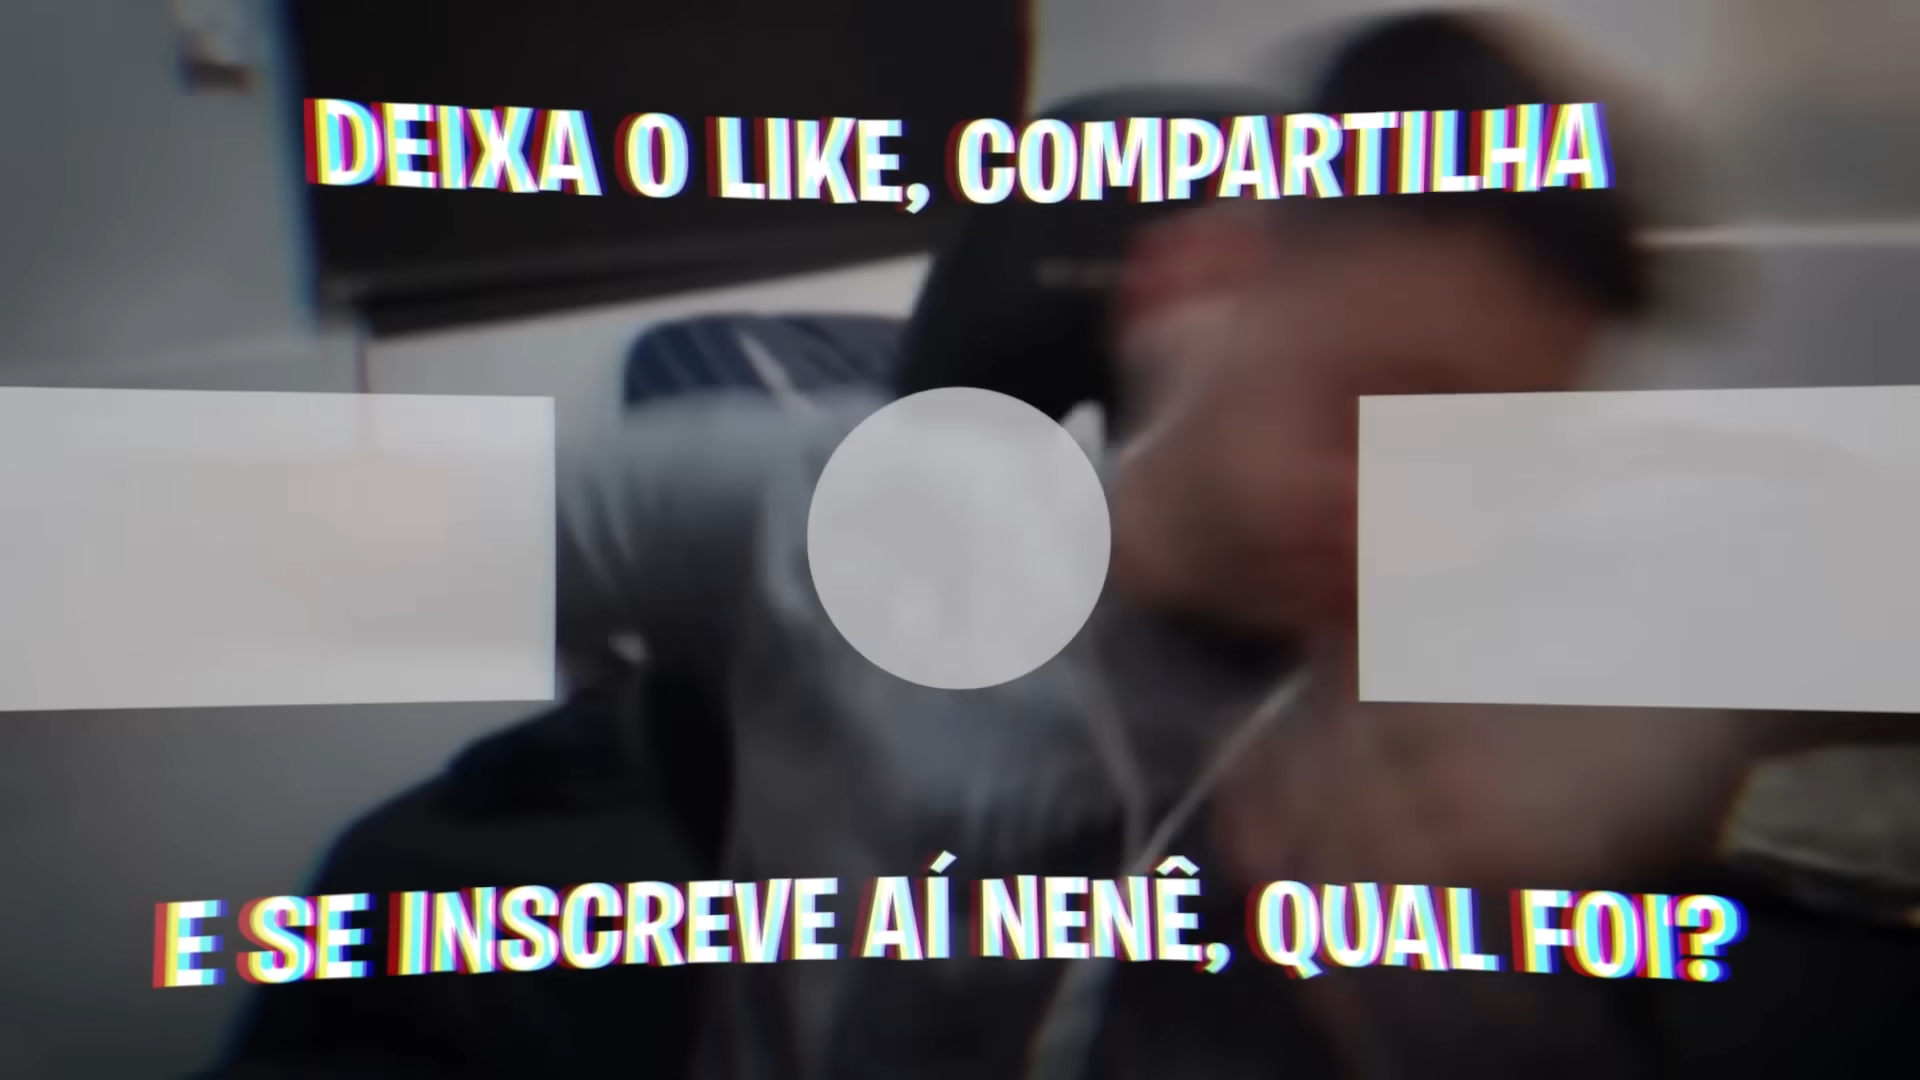 DEIXA O LIKE, COMPARTILHA
E SE INSCREVE AÍ NENÊ, QUAL FOI?